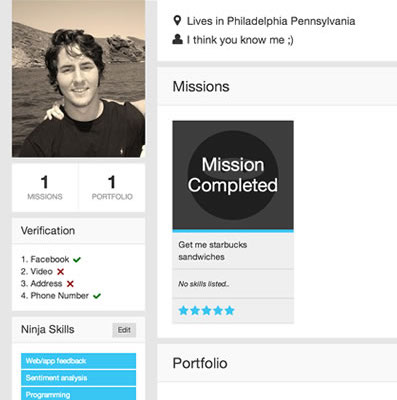 Lives in Philadelphia Pennsylvania
I think you know me ;)
Missions
Mission
Completed
Get me starbucks
sandwiches
No skills listed..
Portfolio
1
MISSIONS
1
PORTFOLIO
Verification
1. Facebook
2. Video
3. Address
4. Phone Number
Ninja Skills
Edit
Web/app feedback
Sentiment analysis
Programming